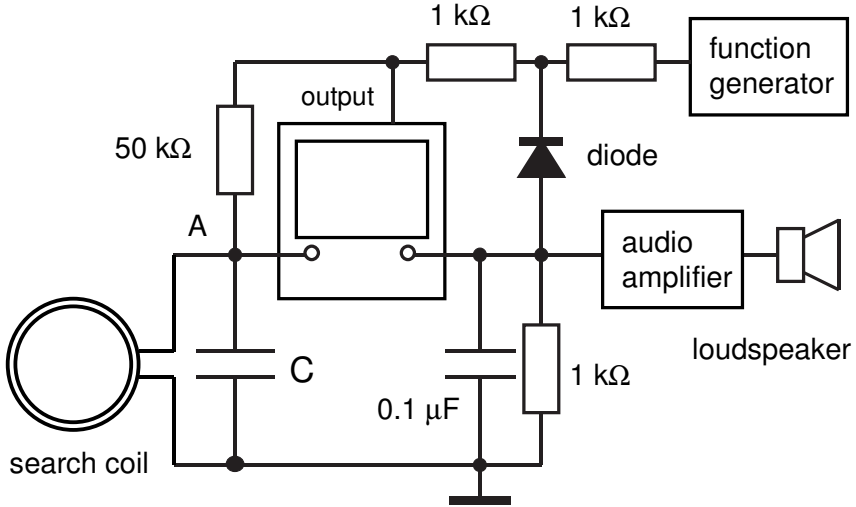 1 kΩ
1 kΩ
function
generator
output
50 kΩ
diode
A
audio
amplifier
C
loudspeaker
1 kΩ
0.1 μF
search coil